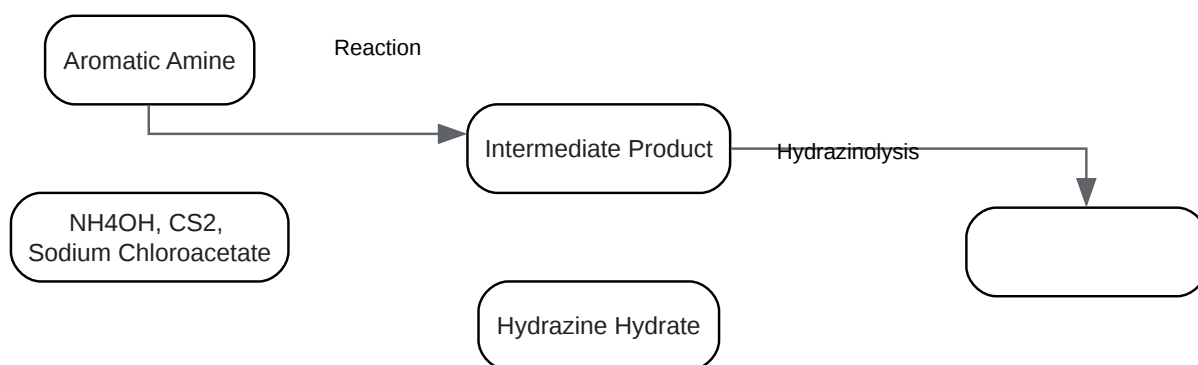 Aromatic Amine
Reaction
Intermediate Product
Hydrazinolysis
NH4OH, CS2,
Sodium Chloroacetate
Hydrazine Hydrate